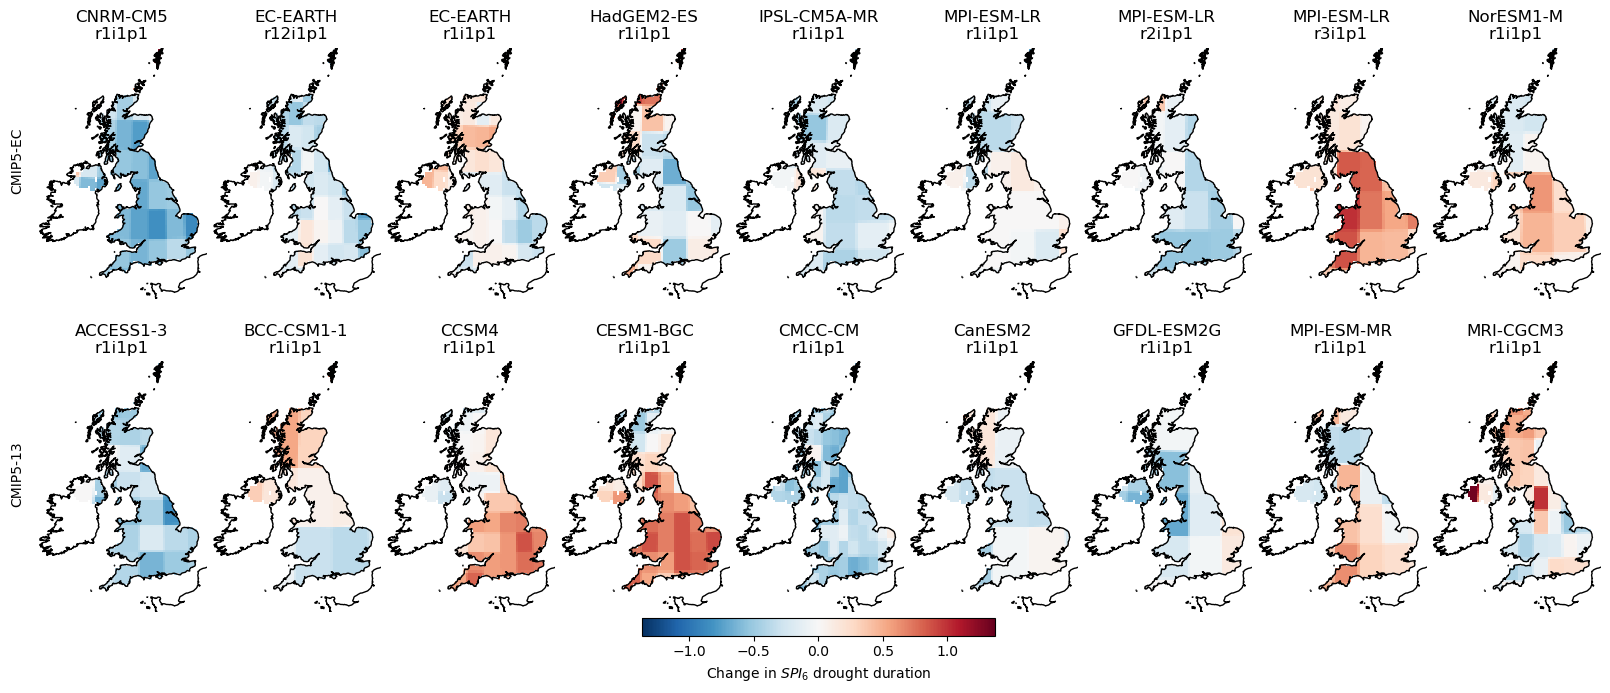 CNRM-CM5 EC-EARTH EC-EARTH HadGEM2-ES IPSL-CM5A-MR MPI-ESM-LR MPI-ESM-LR MPI-ESM-LR NorESM1-M
r1i1p1 r12i1p1 r1i1p1 r1i1p1 r1i1p1 r1i1p1 r2i1p1 r3i1p1 r1i1p1
CMIP5-EC
ACCESS1-3 BCC-CSM1-1 CCSM4 CESM1-BGC CMCC-CM CanESM2 GFDL-ESM2G MPI-ESM-MR MRI-CGCM3
r1i1p1 r1i1p1 r1i1p1 r1i1p1 r1i1p1 r1i1p1 r1i1p1 r1i1p1 r1i1p1
CMIP5-13
−1.0 −0.5 0.0 0.5 1.0
Change in SPI6 drought duration